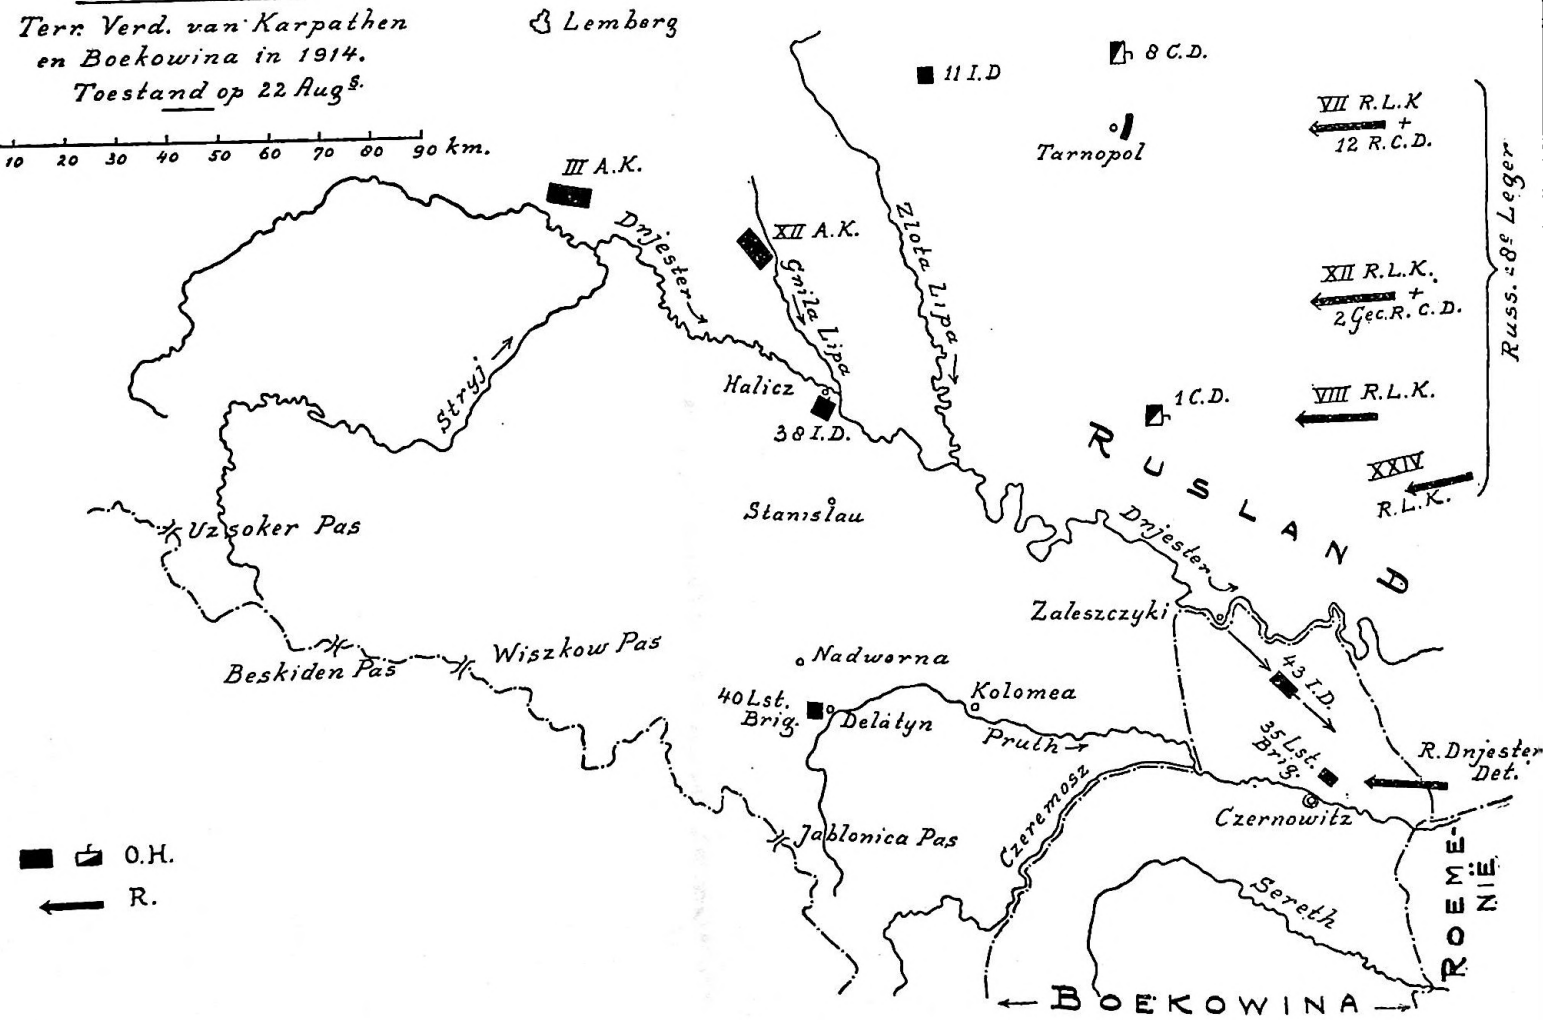 Terr. Verd. van Karpathen
en Boekowina in 1914.
Toestand op 22 Augs.
10 20 30 40 50 60 70 80 90 km.
Lemberg
11 I.D
8 C.D.
Tarnopol
VII R.L.K
+
12 R.C.D.
III A.K.
Dnjester
XII A.K.
Gnila Lipa
Zlota Lipa
XII R.L.K.
+
2 Gec. R.C.D.
Russ. 8e Leger
Stryj
Halicz
38 I.D.
1 C.D.
VIII R.L.K.
XXIV
R.L.K.
RUSLAND
Stanislau
Uzsoker Pas
Dnjester
Zaleszczyki
Beskiden Pas
Wiszkow Pas
Nadworna
43 I.D.
40 Lst.
Brig.
Delatyn
Kolomea
Pruth
35 Lst.
Brig.
R. Dnjester
Det.
Czernowitz
Czeremosz
Jablonica Pas
O.H.
R.
Sereth
ROEME-
NIË
BOEKOWINA